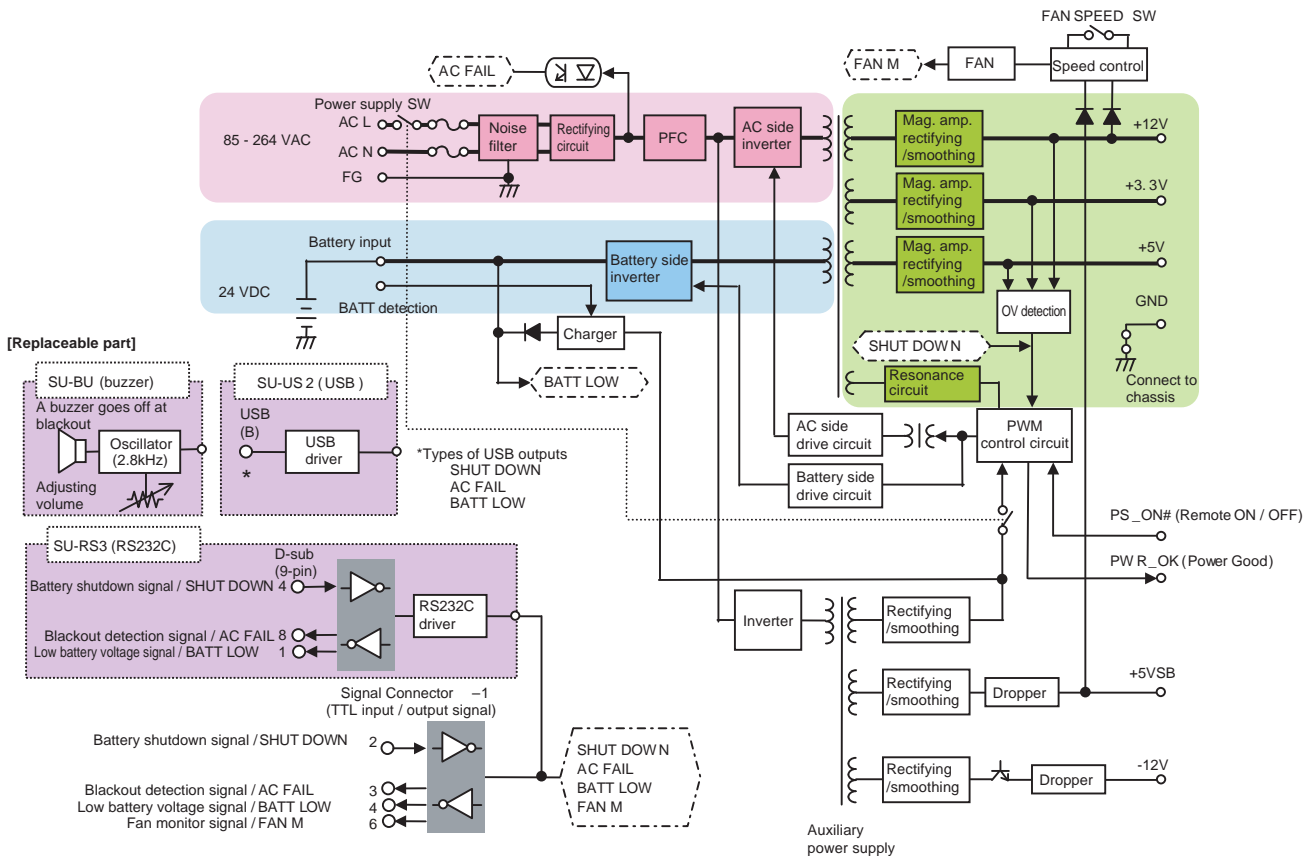 FAN SPEED SW
AC FAIL
FAN M
FAN
Speed control
Power supply SW
AC L
85 - 264 VAC
AC N
FG
Noise
filter
Rectifying
circuit
PFC
AC side
inverter
Mag. amp.
rectifying
/smoothing
+12V
Mag. amp.
rectifying
/smoothing
+3. 3V
Mag. amp.
rectifying
/smoothing
+5V
Battery input
24 VDC
BATT detection
Battery side
inverter
Charger
BATT LOW
OV detection
GND
Connect to
chassis
SHUT DOWN
Resonance
circuit
AC side
drive circuit
Battery side
drive circuit
PWM
control circuit
PS_ON# (Remote ON / OFF)
PW R_OK (Power Good)
[Replaceable part]
SU-BU (buzzer)
A buzzer goes off at
blackout
Oscillator
(2.8kHz)
Adjusting
volume
SU-US 2 (USB )
USB
(B)
*
USB
driver
*Types of USB outputs
SHUT DOWN
AC FAIL
BATT LOW
SU-RS3 (RS232C)
D-sub
(9-pin)
Battery shutdown signal / SHUT DOWN 4
Blackout detection signal / AC FAIL 8
Low battery voltage signal / BATT LOW 1
RS232C
driver
Signal Connector –1
(TTL input / output signal)
Battery shutdown signal / SHUT DOWN 2
Blackout detection signal / AC FAIL 3
Low battery voltage signal / BATT LOW 4
Fan monitor signal / FAN M 6
SHUT DOWN
AC FAIL
BATT LOW
FAN M
Inverter
Rectifying
/smoothing
Rectifying
/smoothing
Dropper
+5VSB
Rectifying
/smoothing
Dropper
-12V
Auxiliary
power supply